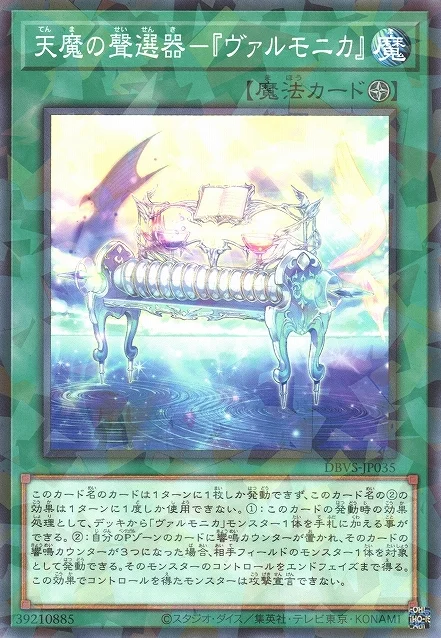 天魔の聲選器－『ヴァルモニカ』
魔
【魔法カード】
DBVS-JP035
このカード名のカードは1ターンに1枚しか発動できず、このカード名の②の
効果は1ターンに1度しか使用できない。①：このカードの発動時の効果
処理として、デッキから「ヴァルモニカ」モンスター1体を手札に加える事が
できる。②：自分のPゾーンのカードに響鳴カウンターが置かれ、そのカードの
響鳴カウンターが3つになった場合、相手フィールドのモンスター1体を対象
として発動できる。そのモンスターのコントロールをエンドフェイズまで得る。
この効果でコントロールを得たモンスターは攻撃宣言できない。
39210885
©スタジオ・ダイス／集英社・テレビ東京・KONAMI